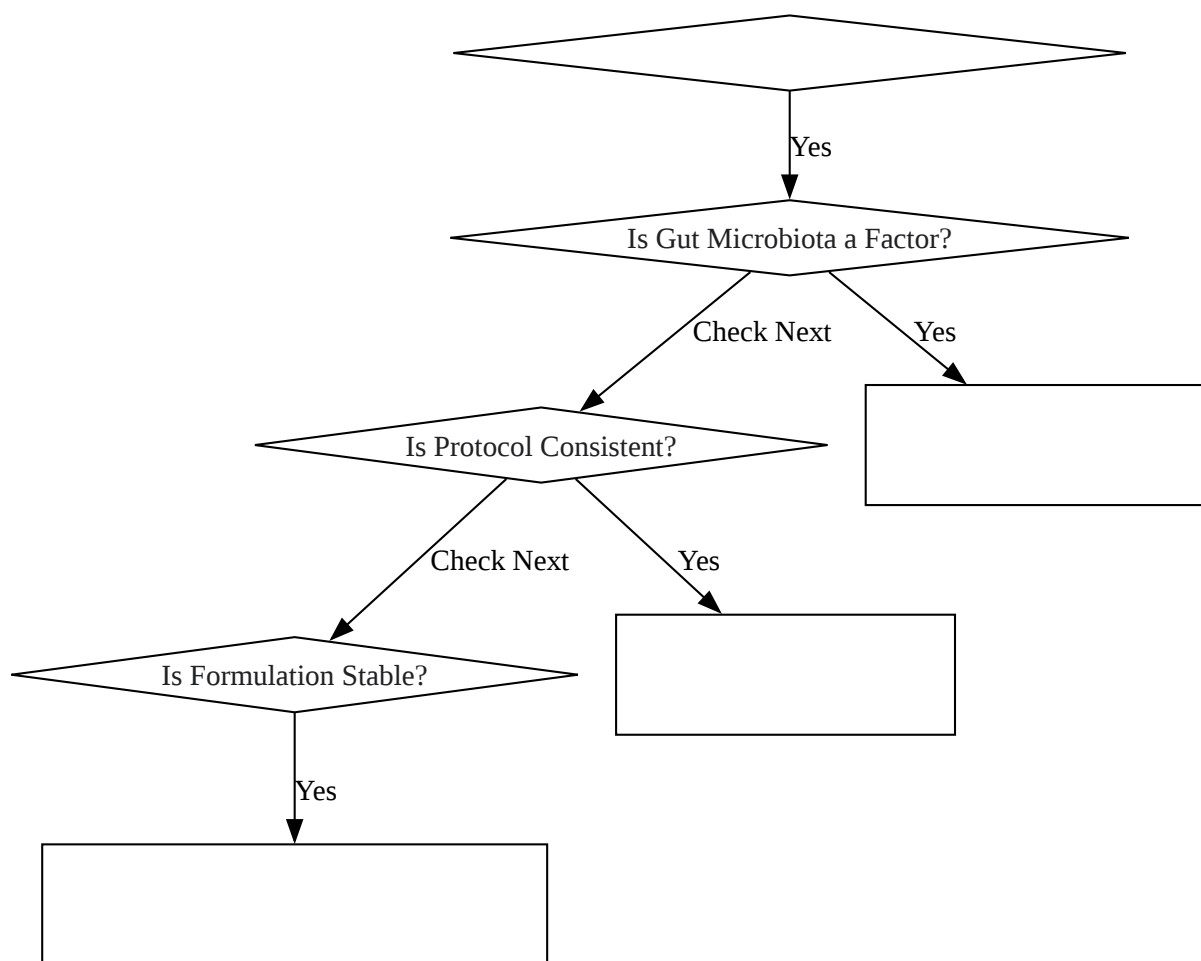 Yes
Is Gut Microbiota a Factor?
Check Next
Yes
Is Protocol Consistent?
Check Next
Yes
Is Formulation Stable?
Yes